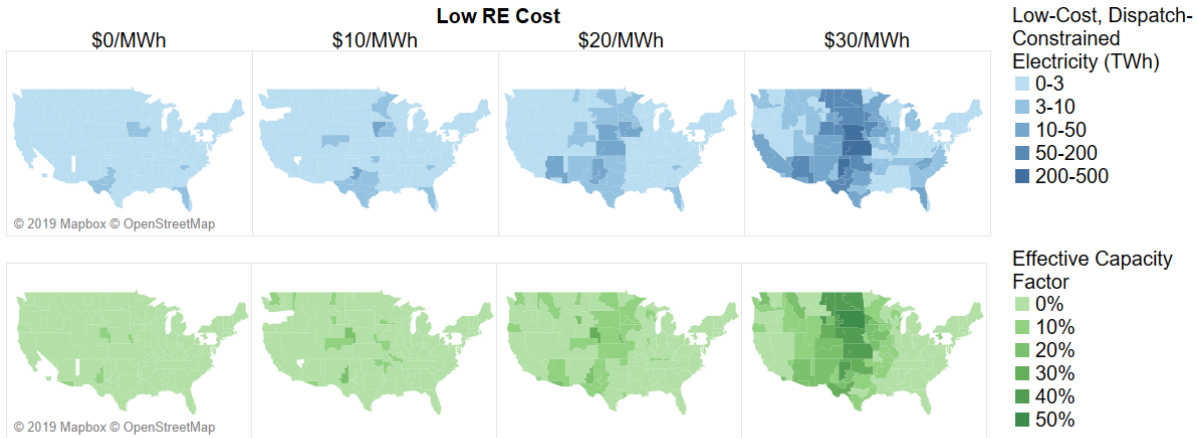 Low RE Cost
$0/MWh
$10/MWh
$20/MWh
$30/MWh
Low-Cost, Dispatch-
Constrained
Electricity (TWh)
0-3
3-10
10-50
50-200
200-500
© 2019 Mapbox © OpenStreetMap
Effective Capacity
Factor
0%
10%
20%
30%
40%
50%
© 2019 Mapbox © OpenStreetMap